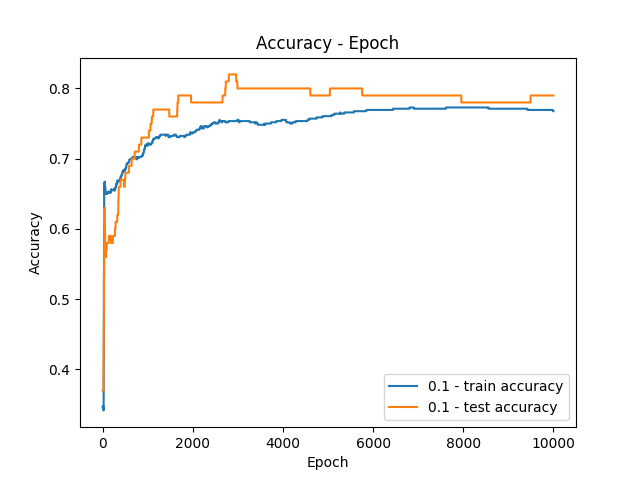 Accuracy - Epoch
Accuracy
0.8
0.7
0.6
0.5
0.4
0
2000
4000
6000
8000
10000
Epoch
0.1 - train accuracy
0.1 - test accuracy